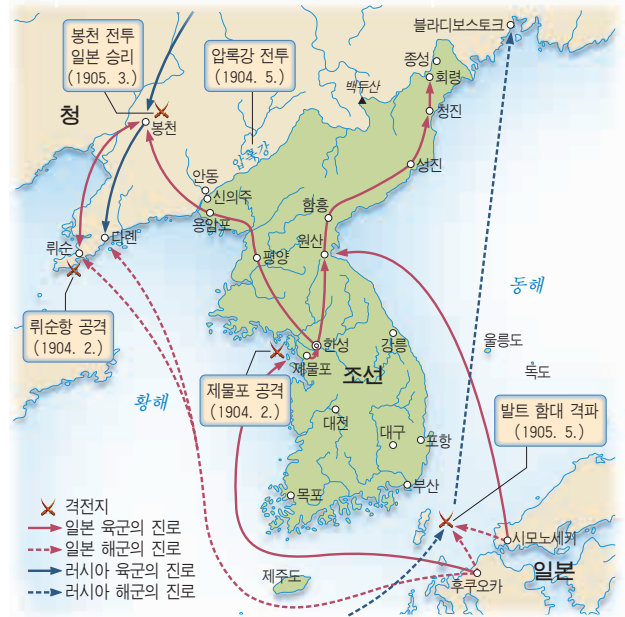 블라디보스토크
봉천 전투
일본 승리
(1905. 3.)
압록강 전투
(1904. 5.)
종성
회령
백두산
청진
청
봉천
압록강
성진
안동
신의주
용암포
함흥
원산
뤼순
다롄
평양
동해
뤼순항 공격
(1904. 2.)
한성
제물포
강릉
울릉도
독도
조선
제물포 공격
(1904. 2.)
황해
발트 함대 격파
(1905. 5.)
대전
대구
포항
부산
목포
격전지
일본 육군의 진로
일본 해군의 진로
러시아 육군의 진로
러시아 해군의 진로
제주도
시모노세키
일본
후쿠오카